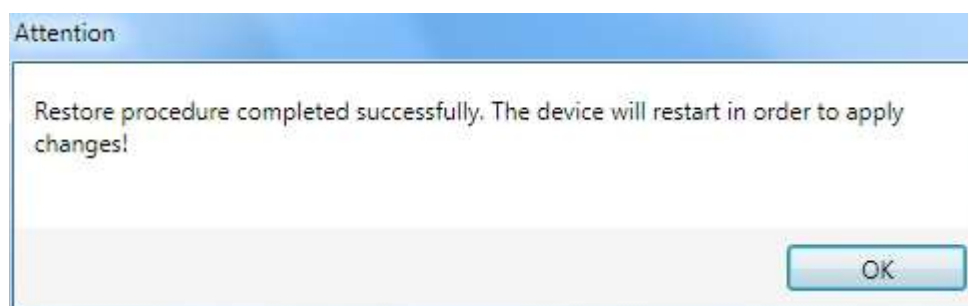 Attention
Restore procedure completed successfully. The device will restart in order to apply
changes!
OK